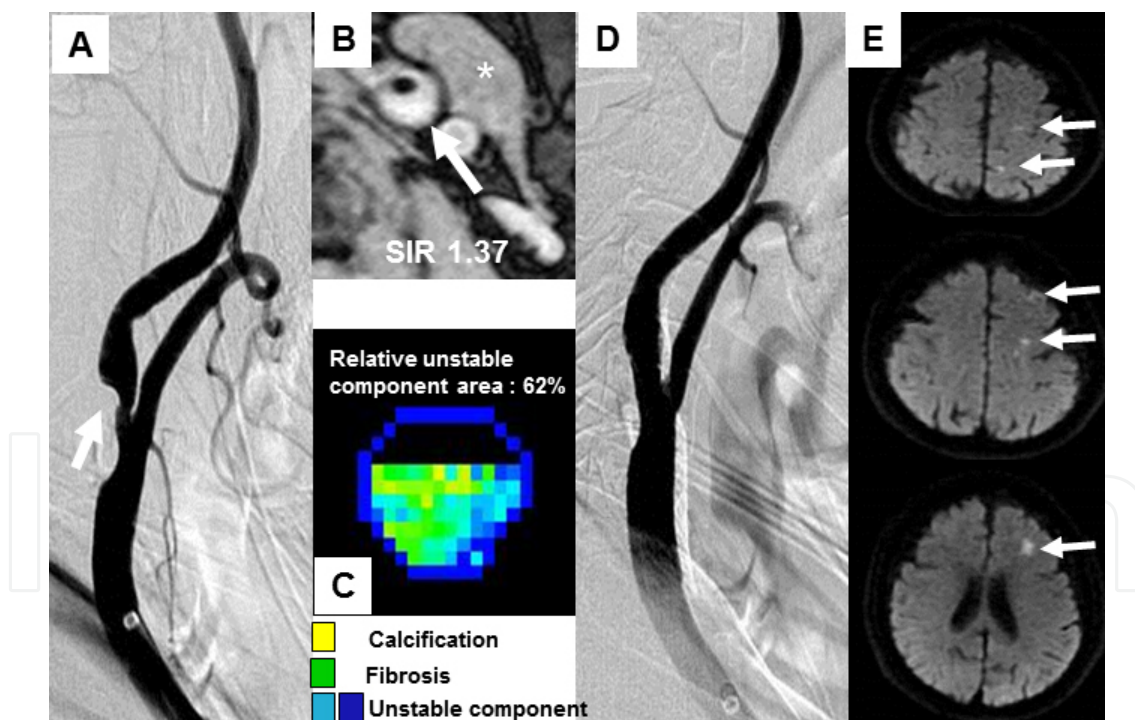 A
B
*
SIR 1.37
Relative unstable
component area : 62%
C
Calcification
Fibrosis
Unstable component
D
E